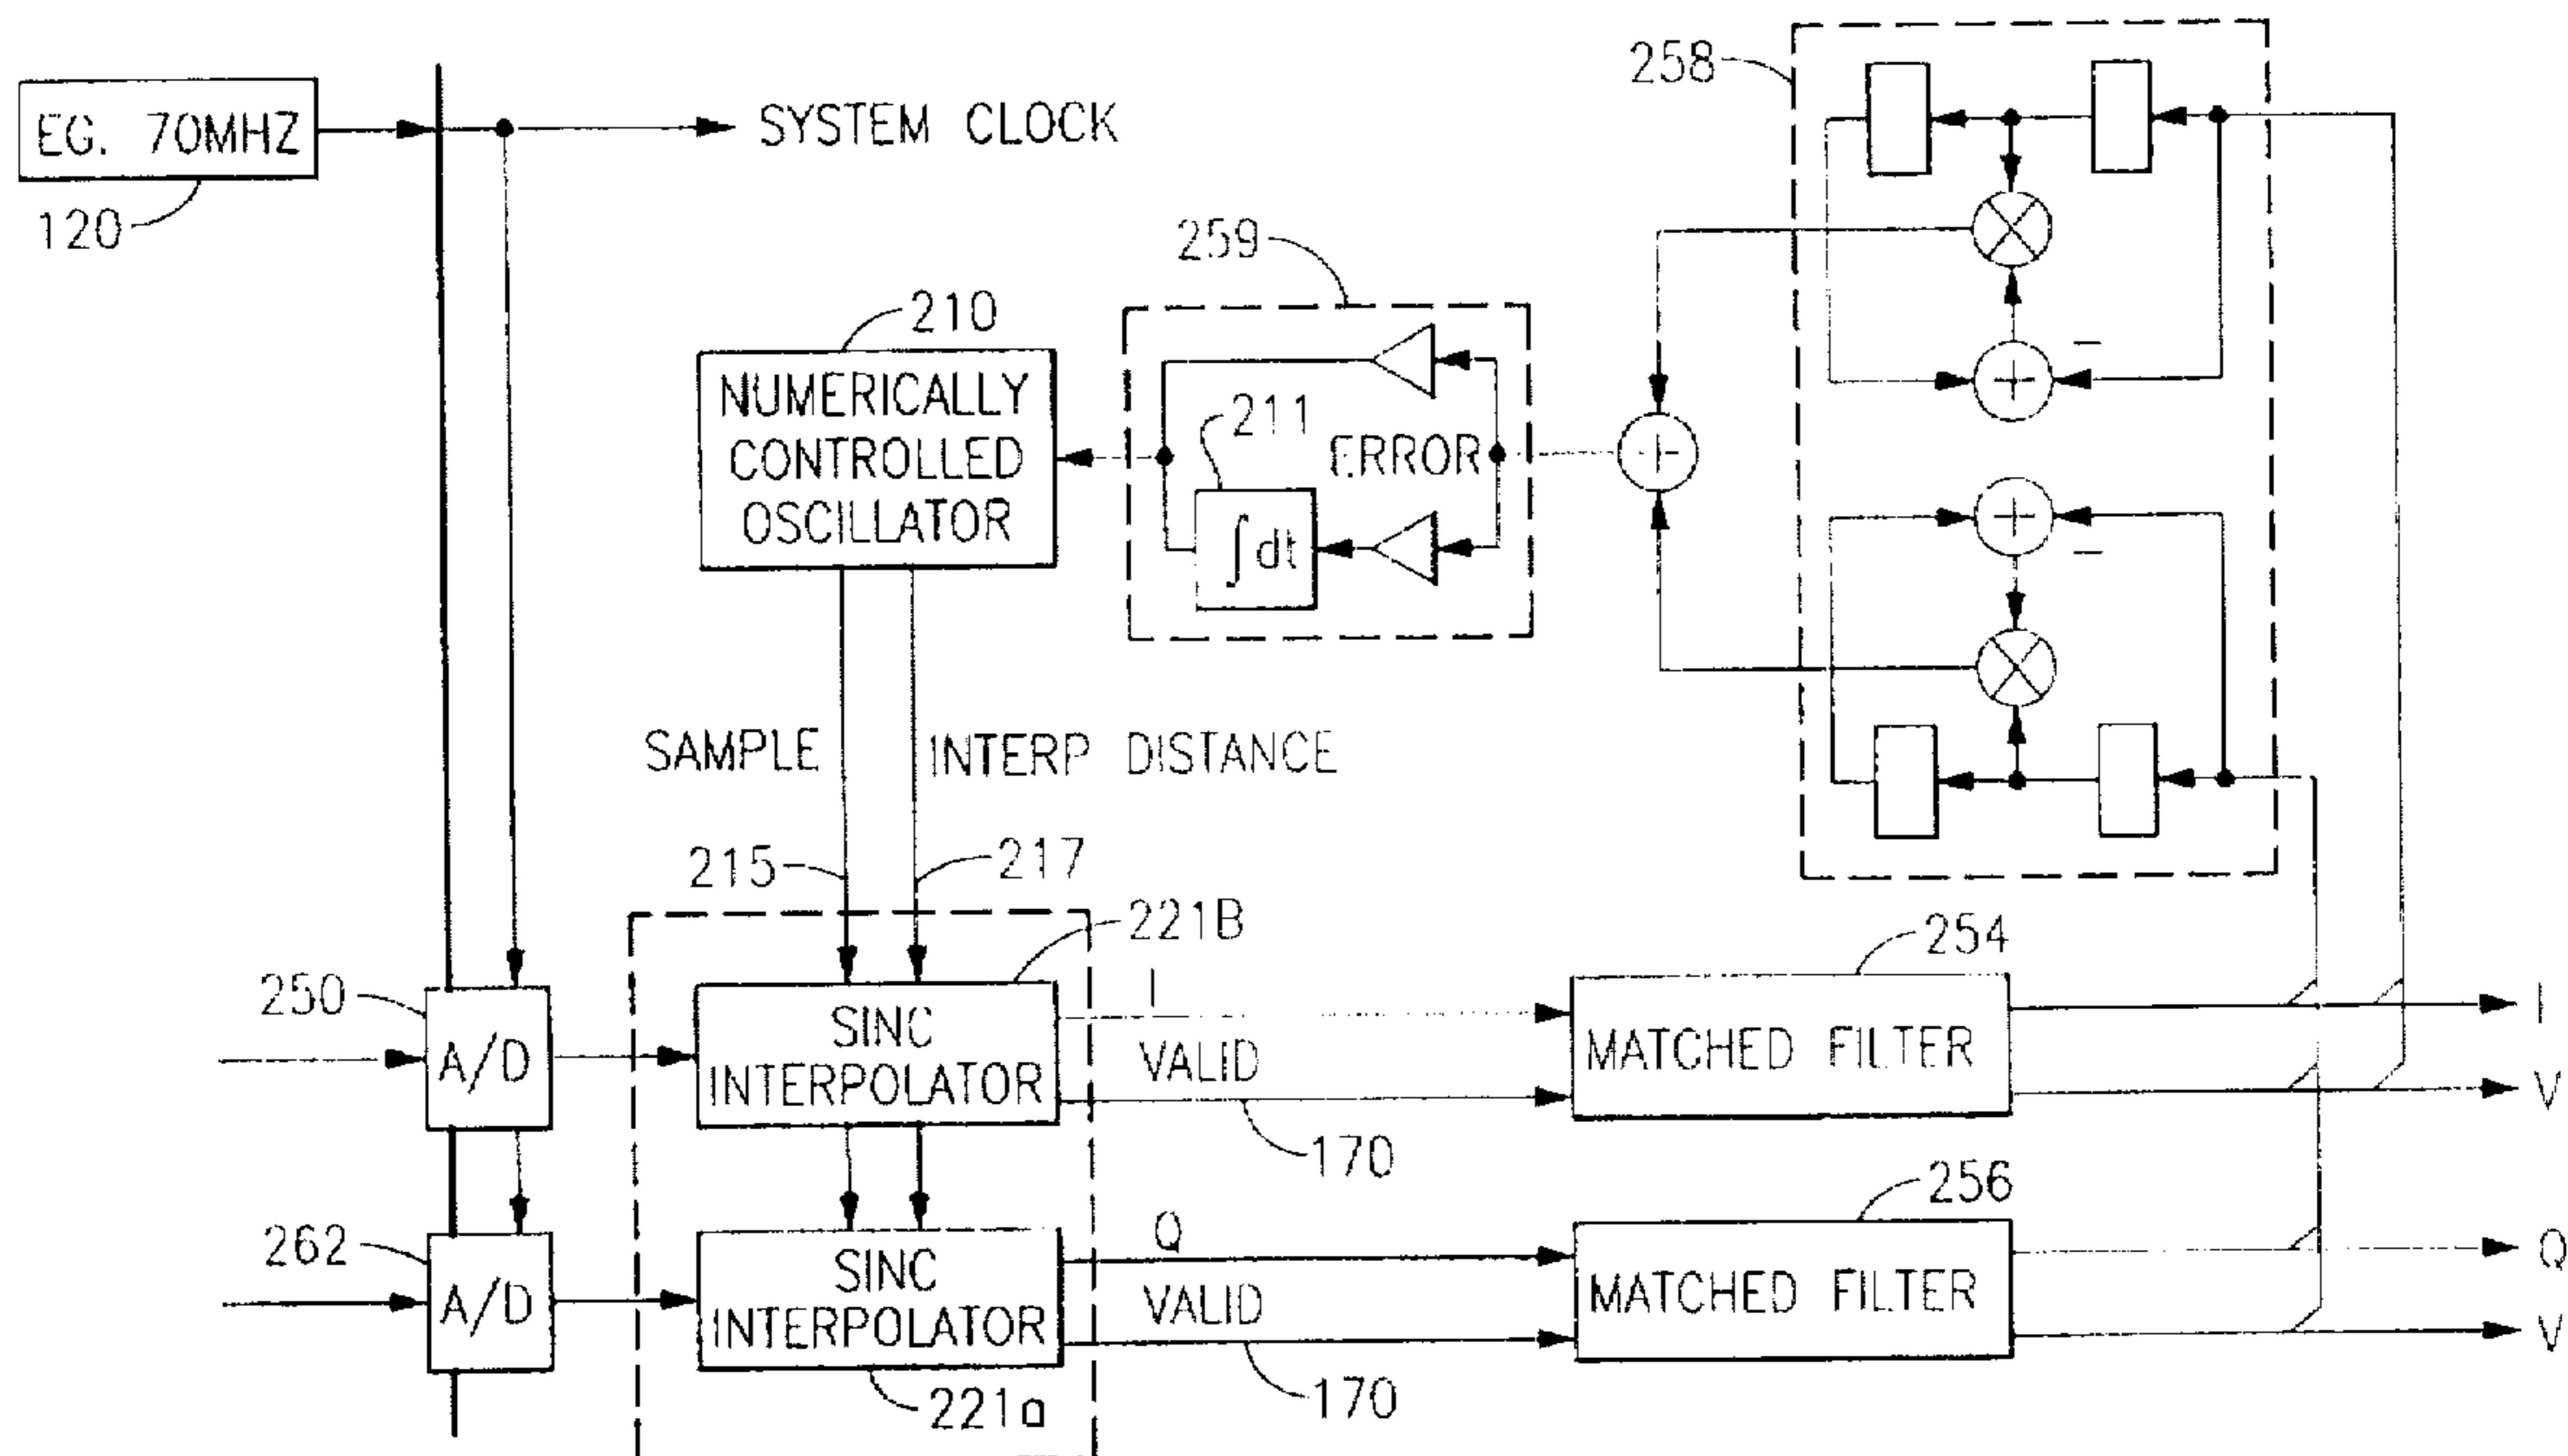 EG. 70MHZ
SYSTEM CLOCK
120
258
259
210
NUMERICALLY
CONTROLLED
OSCILLATOR
211
ERROR
∫dt
+
−
+
+
−
SAMPLE
INTERP DISTANCE
215
217
221B
254
250
A/D
SINC
INTERPOLATOR
I
VALID
170
MATCHED FILTER
I
V
262
A/D
SINC
INTERPOLATOR
221a
Q
VALID
170
256
MATCHED FILTER
Q
V